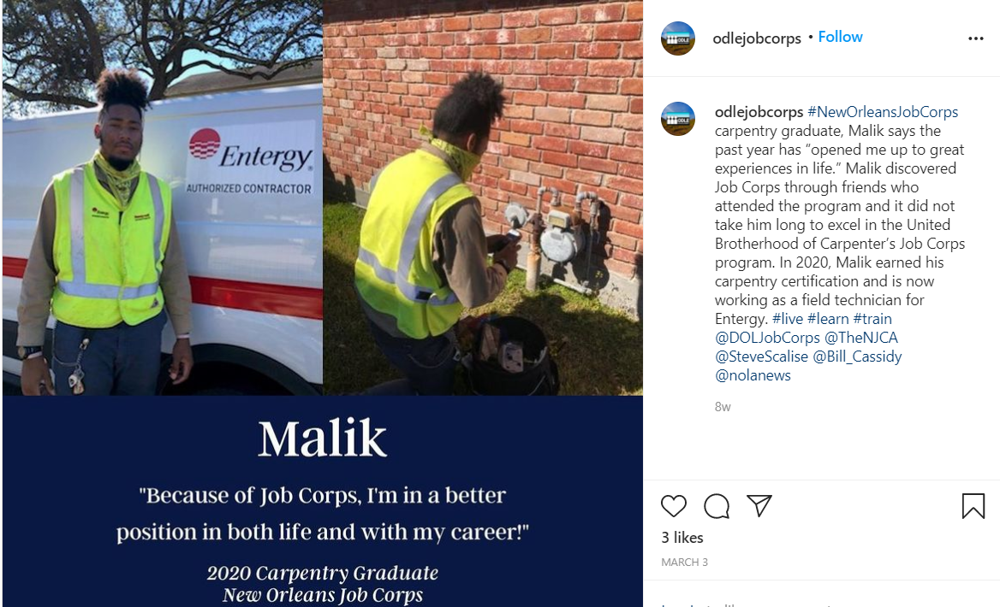 Entergy
AUTHORIZED CONTRACTOR
Malik
"Because of Job Corps, I'm in a better
position in both life and with my career!"
2020 Carpentry Graduate
New Orleans Job Corps
odlejobcorps • Follow
odlejobcorps #NewOrleansJobCorps
carpentry graduate, Malik says the
past year has “opened me up to great
experiences in life.” Malik discovered
Job Corps through friends who
attended the program and it did not
take him long to excel in the United
Brotherhood of Carpenter’s Job Corps
program. In 2020, Malik earned his
carpentry certification and is now
working as a field technician for
Entergy. #live #learn #train
@DOLJobCorps @TheNJCA
@SteveScalise @Bill_Cassidy
@nolanews
8w
3 likes
MARCH 3